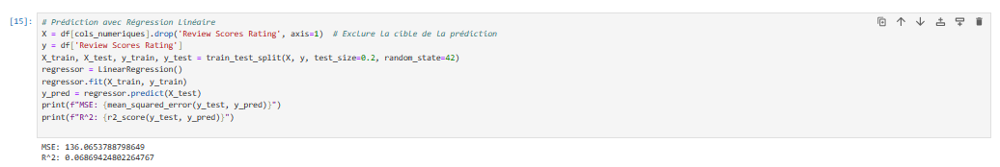 [15]: # Prédiction avec Régression Linéaire
X = df[cols_numeriques].drop('Review Scores Rating', axis=1)  # Exclure la cible de la prédiction
y = df['Review Scores Rating']
X_train, X_test, y_train, y_test = train_test_split(X, y, test_size=0.2, random_state=42)
regressor = LinearRegression()
regressor.fit(X_train, y_train)
y_pred = regressor.predict(X_test)
print(f"MSE: {mean_squared_error(y_test, y_pred)}")
print(f"R^2: {r2_score(y_test, y_pred)}")
MSE: 136.0653788798649
R^2: 0.06869424802264767